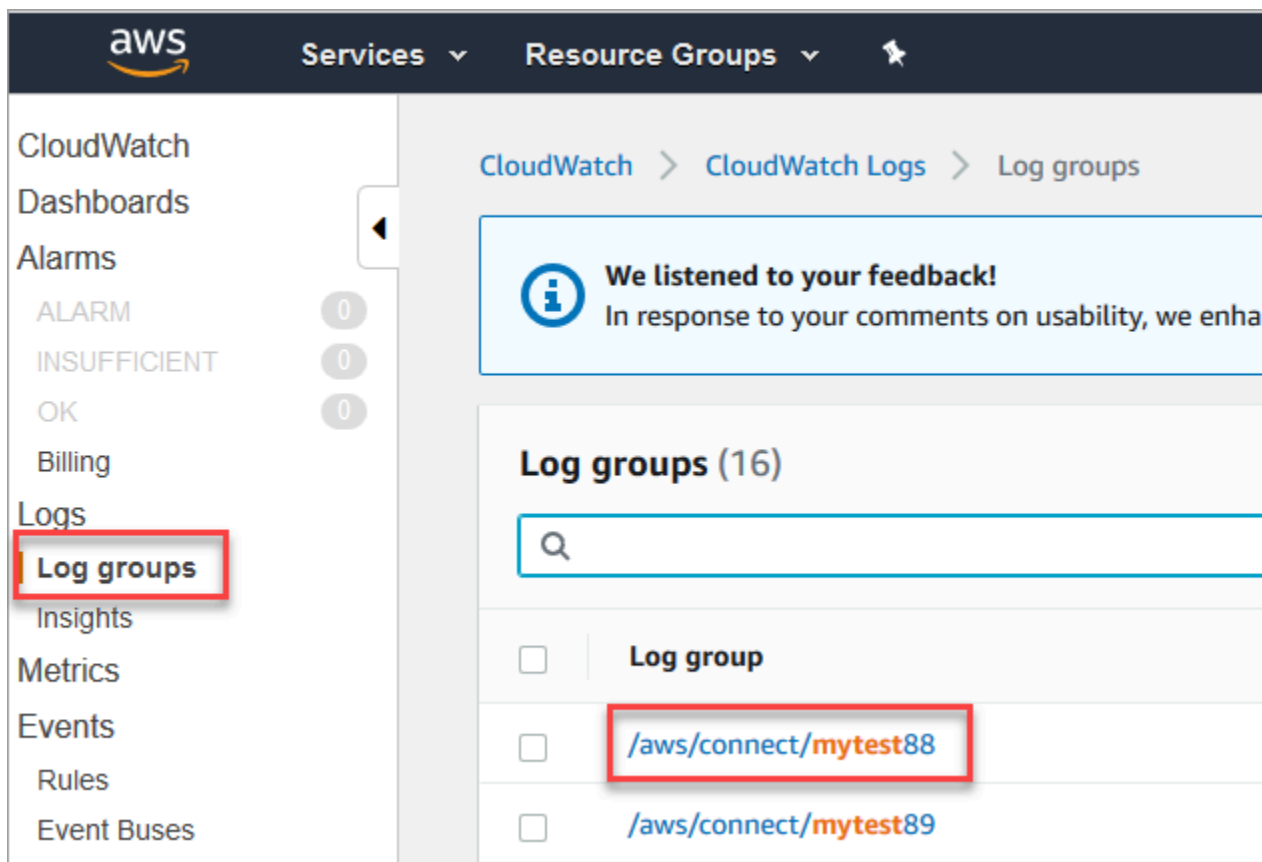 aws Services Resource Groups
CloudWatch
Dashboards
Alarms
ALARM 0
INSUFFICIENT 0
OK 0
Billing
Logs
Log groups
Insights
Metrics
Events
Rules
Event Buses
CloudWatch > CloudWatch Logs > Log groups
We listened to your feedback!
In response to your comments on usability, we enha
Log groups (16)
Log group
/aws/connect/mytest88
/aws/connect/mytest89